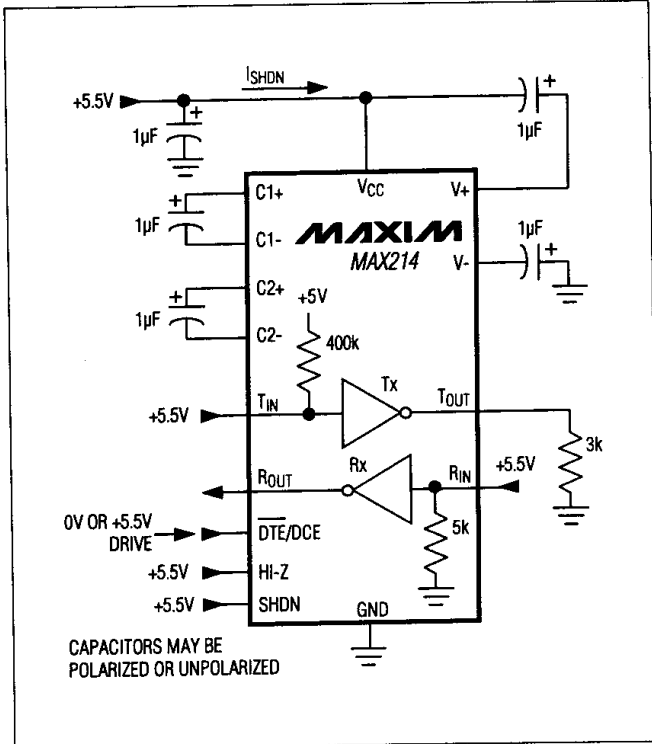 ISHDN
+5.5V
1µF
+
1µF
+
C1+
VCC
V+
1µF
+
C1-
MAXIM
MAX214
1µF
+
V-
C2+
+5V
1µF
+
C2-
400k
Tx
+5.5V
TIN
TOUT
ROUT
Rx
RIN
+5.5V
3k
0V OR +5.5V
DRIVE
DTE/DCE
5k
+5.5V
HI-Z
+5.5V
SHDN
GND
CAPACITORS MAY BE
POLARIZED OR UNPOLARIZED